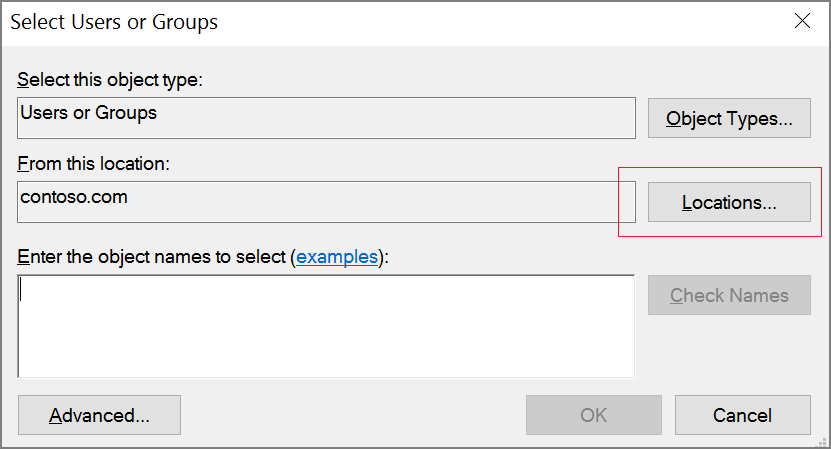 Select Users or Groups
Select this object type:
Users or Groups
Object Types...
From this location:
contoso.com
Locations...
Enter the object names to select (examples):
Check Names
Advanced...
OK
Cancel